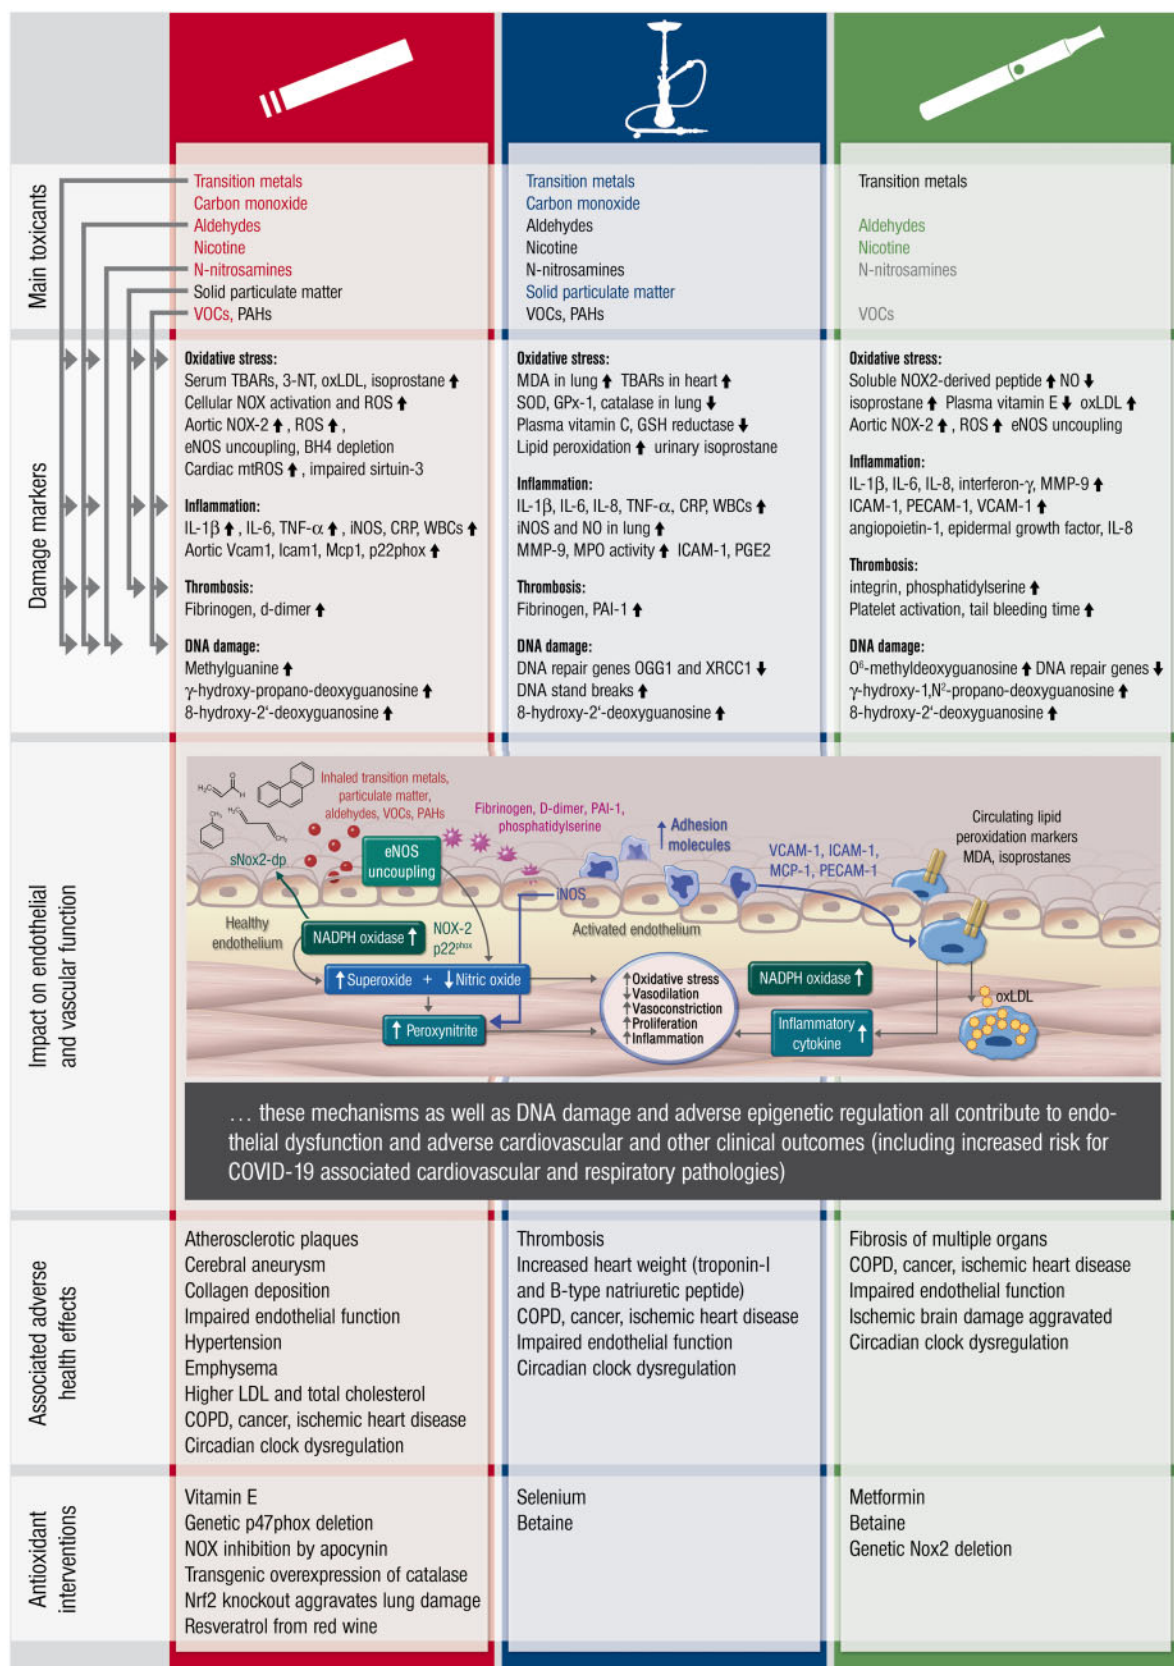 Main toxicants
Transition metals
Carbon monoxide
Aldehydes
Nicotine
N-nitrosamines
Solid particulate matter
VOCs, PAHs
Transition metals
Carbon monoxide
Aldehydes
Nicotine
N-nitrosamines
Solid particulate matter
VOCs, PAHs
Transition metals
Aldehydes
Nicotine
N-nitrosamines
VOCs
Damage markers
Oxidative stress:
Serum TBARs, 3-NT, oxLDL, isoprostane ↑
Cellular NOX activation and ROS ↑
Aortic NOX-2 ↑, ROS ↑,
eNOS uncoupling, BH4 depletion
Cardiac mtROS ↑, impaired sirtuin-3
Inflammation:
IL-1β ↑, IL-6, TNF-α ↑, iNOS, CRP, WBCs ↑
Aortic Vcam1, Icam1, Mcp1, p22phox ↑
Thrombosis:
Fibrinogen, d-dimer ↑
DNA damage:
Methylguanine ↑
γ-hydroxy-propano-deoxyguanosine ↑
8-hydroxy-2'-deoxyguanosine ↑
Oxidative stress:
MDA in lung ↑ TBARs in heart ↑
SOD, GPx-1, catalase in lung ↓
Plasma vitamin C, GSH reductase ↓
Lipid peroxidation ↑ urinary isoprostane
Inflammation:
IL-1β, IL-6, IL-8, TNF-α, CRP, WBCs ↑
iNOS and NO in lung ↑
MMP-9, MPO activity ↑ ICAM-1, PGE2
Thrombosis:
Fibrinogen, PAI-1 ↑
DNA damage:
DNA repair genes OGG1 and XRCC1 ↓
DNA stand breaks ↑
8-hydroxy-2'-deoxyguanosine ↑
Oxidative stress:
Soluble NOX2-derived peptide ↑ NO ↓
isoprostane ↑ Plasma vitamin E ↓ oxLDL ↑
Aortic NOX-2 ↑, ROS ↑ eNOS uncoupling
Inflammation:
IL-1β, IL-6, IL-8, interferon-γ, MMP-9 ↑
ICAM-1, PECAM-1, VCAM-1 ↑
angiopoietin-1, epidermal growth factor, IL-8
Thrombosis:
integrin, phosphatidylserine ↑
Platelet activation, tail bleeding time ↑
DNA damage:
O⁶-methyldeoxyguanosine ↑ DNA repair genes ↓
γ-hydroxy-1,N²-propano-deoxyguanosine ↑
8-hydroxy-2'-deoxyguanosine ↑
Impact on endothelial
and vascular function
O
H
CH₃
H₂C
CH₂
Inhaled transition metals,
particulate matter,
aldehydes, VOCs, PAHs
sNox2-dp
eNOS
uncoupling
Fibrinogen, D-dimer, PAI-1,
phosphatidylserine
↑ Adhesion
molecules
VCAM-1, ICAM-1,
MCP-1, PECAM-1
Circulating lipid
peroxidation markers
MDA, isoprostanes
iNOS
Healthy
endothelium
NADPH oxidase ↑
NOX-2
p22phox
Activated endothelium
↑ Superoxide + ↓ Nitric oxide
↑ Peroxynitrite
↑ Oxidative stress
↓ Vasodilation
↑ Vasoconstriction
↑ Proliferation
↑ Inflammation
NADPH oxidase ↑
Inflammatory
cytokine ↑
oxLDL
… these mechanisms as well as DNA damage and adverse epigenetic regulation all contribute to endo-
thelial dysfunction and adverse cardiovascular and other clinical outcomes (including increased risk for
COVID-19 associated cardiovascular and respiratory pathologies)
Associated adverse
health effects
Atherosclerotic plaques
Cerebral aneurysm
Collagen deposition
Impaired endothelial function
Hypertension
Emphysema
Higher LDL and total cholesterol
COPD, cancer, ischemic heart disease
Circadian clock dysregulation
Thrombosis
Increased heart weight (troponin-I
and B-type natriuretic peptide)
COPD, cancer, ischemic heart disease
Impaired endothelial function
Circadian clock dysregulation
Fibrosis of multiple organs
COPD, cancer, ischemic heart disease
Impaired endothelial function
Ischemic brain damage aggravated
Circadian clock dysregulation
Antioxidant
interventions
Vitamin E
Genetic p47phox deletion
NOX inhibition by apocynin
Transgenic overexpression of catalase
Nrf2 knockout aggravates lung damage
Resveratrol from red wine
Selenium
Betaine
Metformin
Betaine
Genetic Nox2 deletion